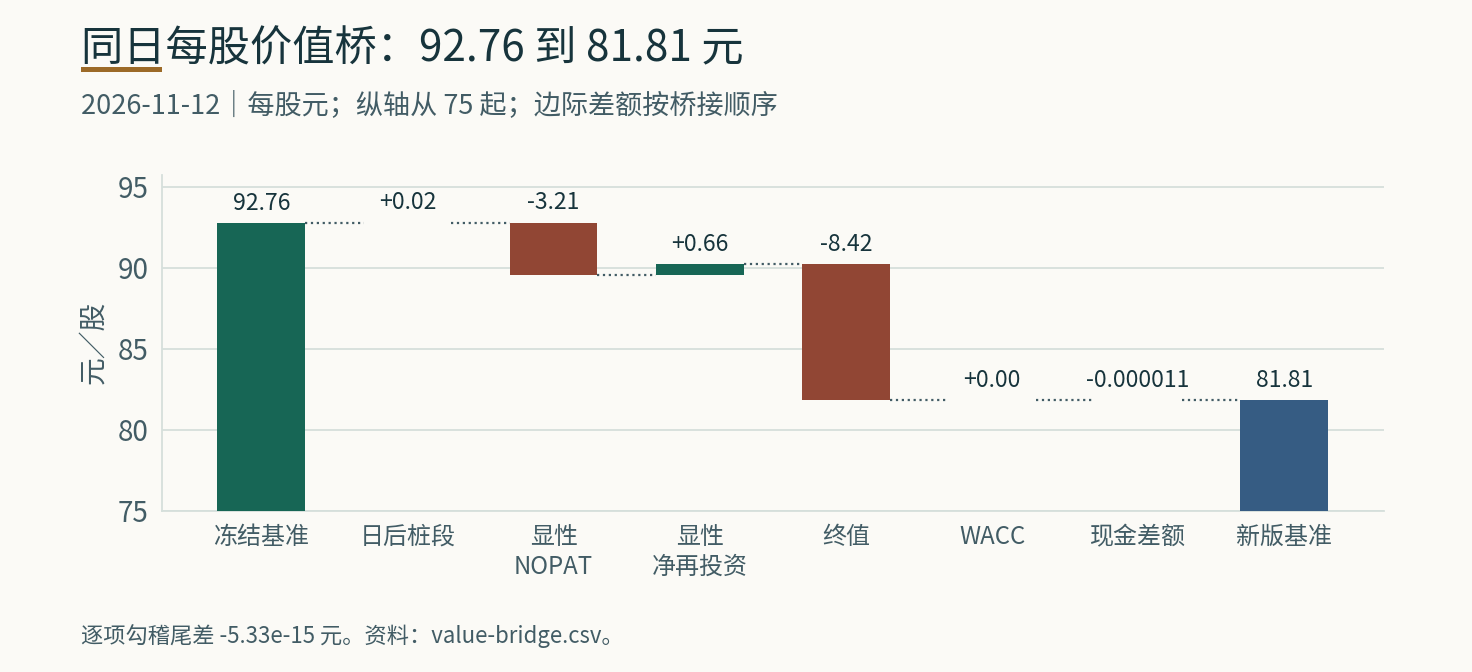 同日每股价值桥：92.76 到 81.81 元
2026-11-12｜每股元；纵轴从 75 起；边际差额按桥接顺序
元／股
95
90
85
80
75
92.76
+0.02
-3.21
+0.66
-8.42
+0.00
-0.000011
81.81
冻结基准
日后桩段
显性
NOPAT
显性
净再投资
终值
WACC
现金差额
新版基准
逐项勾稽尾差 -5.33e-15 元。资料：value-bridge.csv。